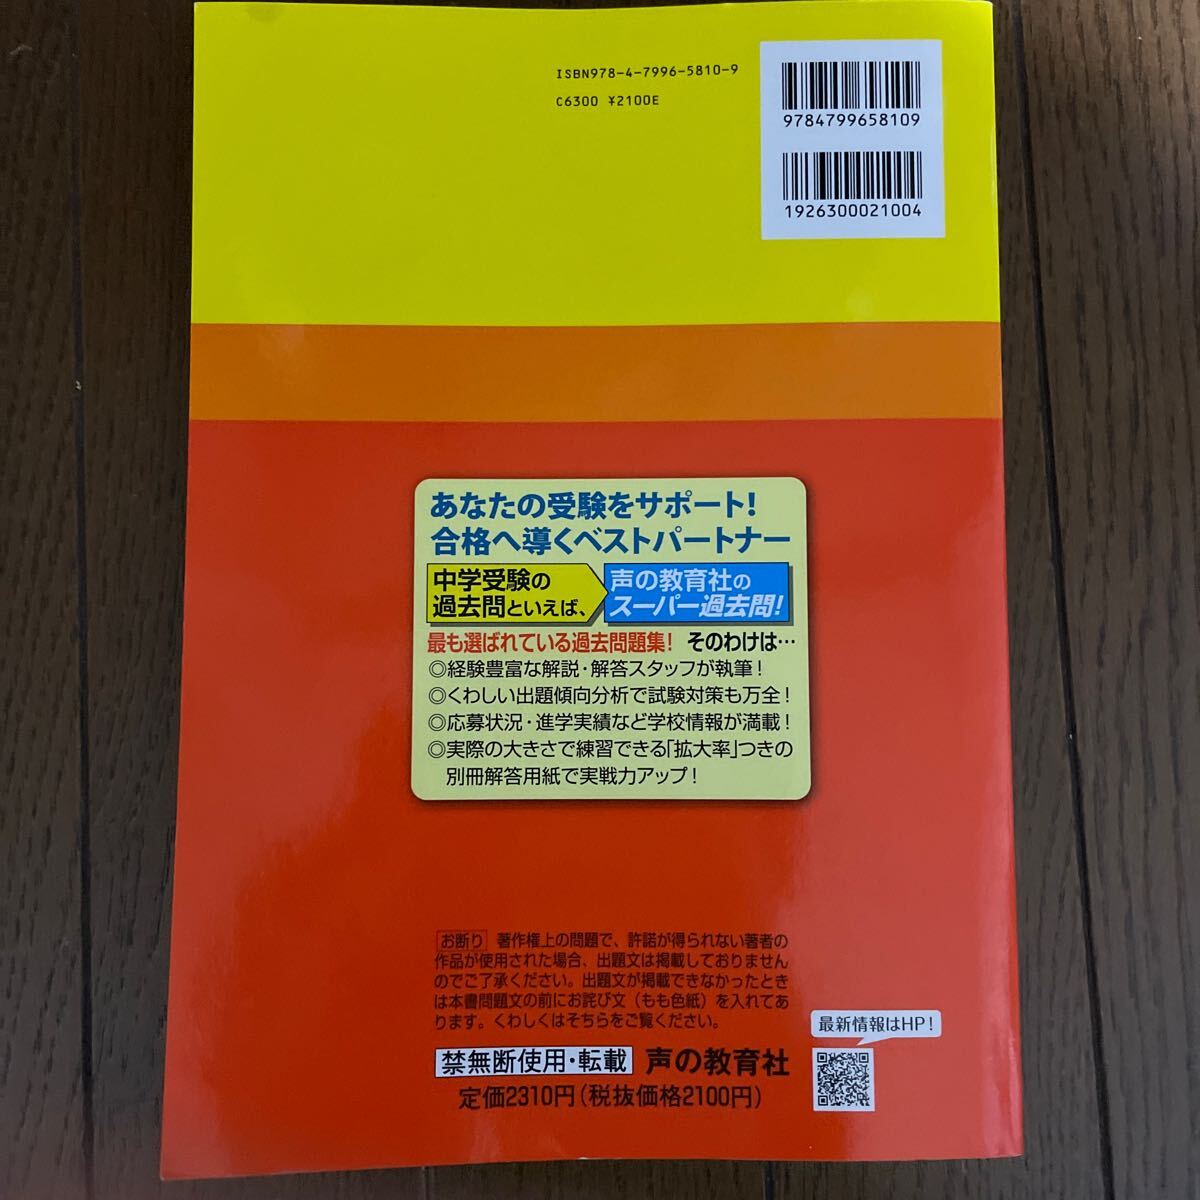 ISBN978-4-7996-5810-9
C6300 ¥2100E
9784799658109
1926300021004
あなたの受験をサポート!
合格へ導くベストパートナー
中学受験の
過去問といえば、
声の教育社の
スーパー過去問!
最も選ばれている過去問題集! そのわけは…
◎経験豊富な解説・解答スタッフが執筆!
◎くわしい出題傾向分析で試験対策も万全!
◎応募状況・進学実績など学校情報が満載!
◎実際の大きさで練習できる「拡大率」つきの
別冊解答用紙で実戦力アップ!
お断り 著作権上の問題で、許諾が得られない著者の
作品が使用された場合、出題文は掲載しておりません
のでご了承ください。出題文が掲載できなかったとき
は本書問題文の前にお詫び文（もも色紙）を入れてあ
ります。くわしくはそちらをご覧ください。
最新情報はHP!
禁無断使用・転載 声の教育社
定価2310円（税抜価格2100円）